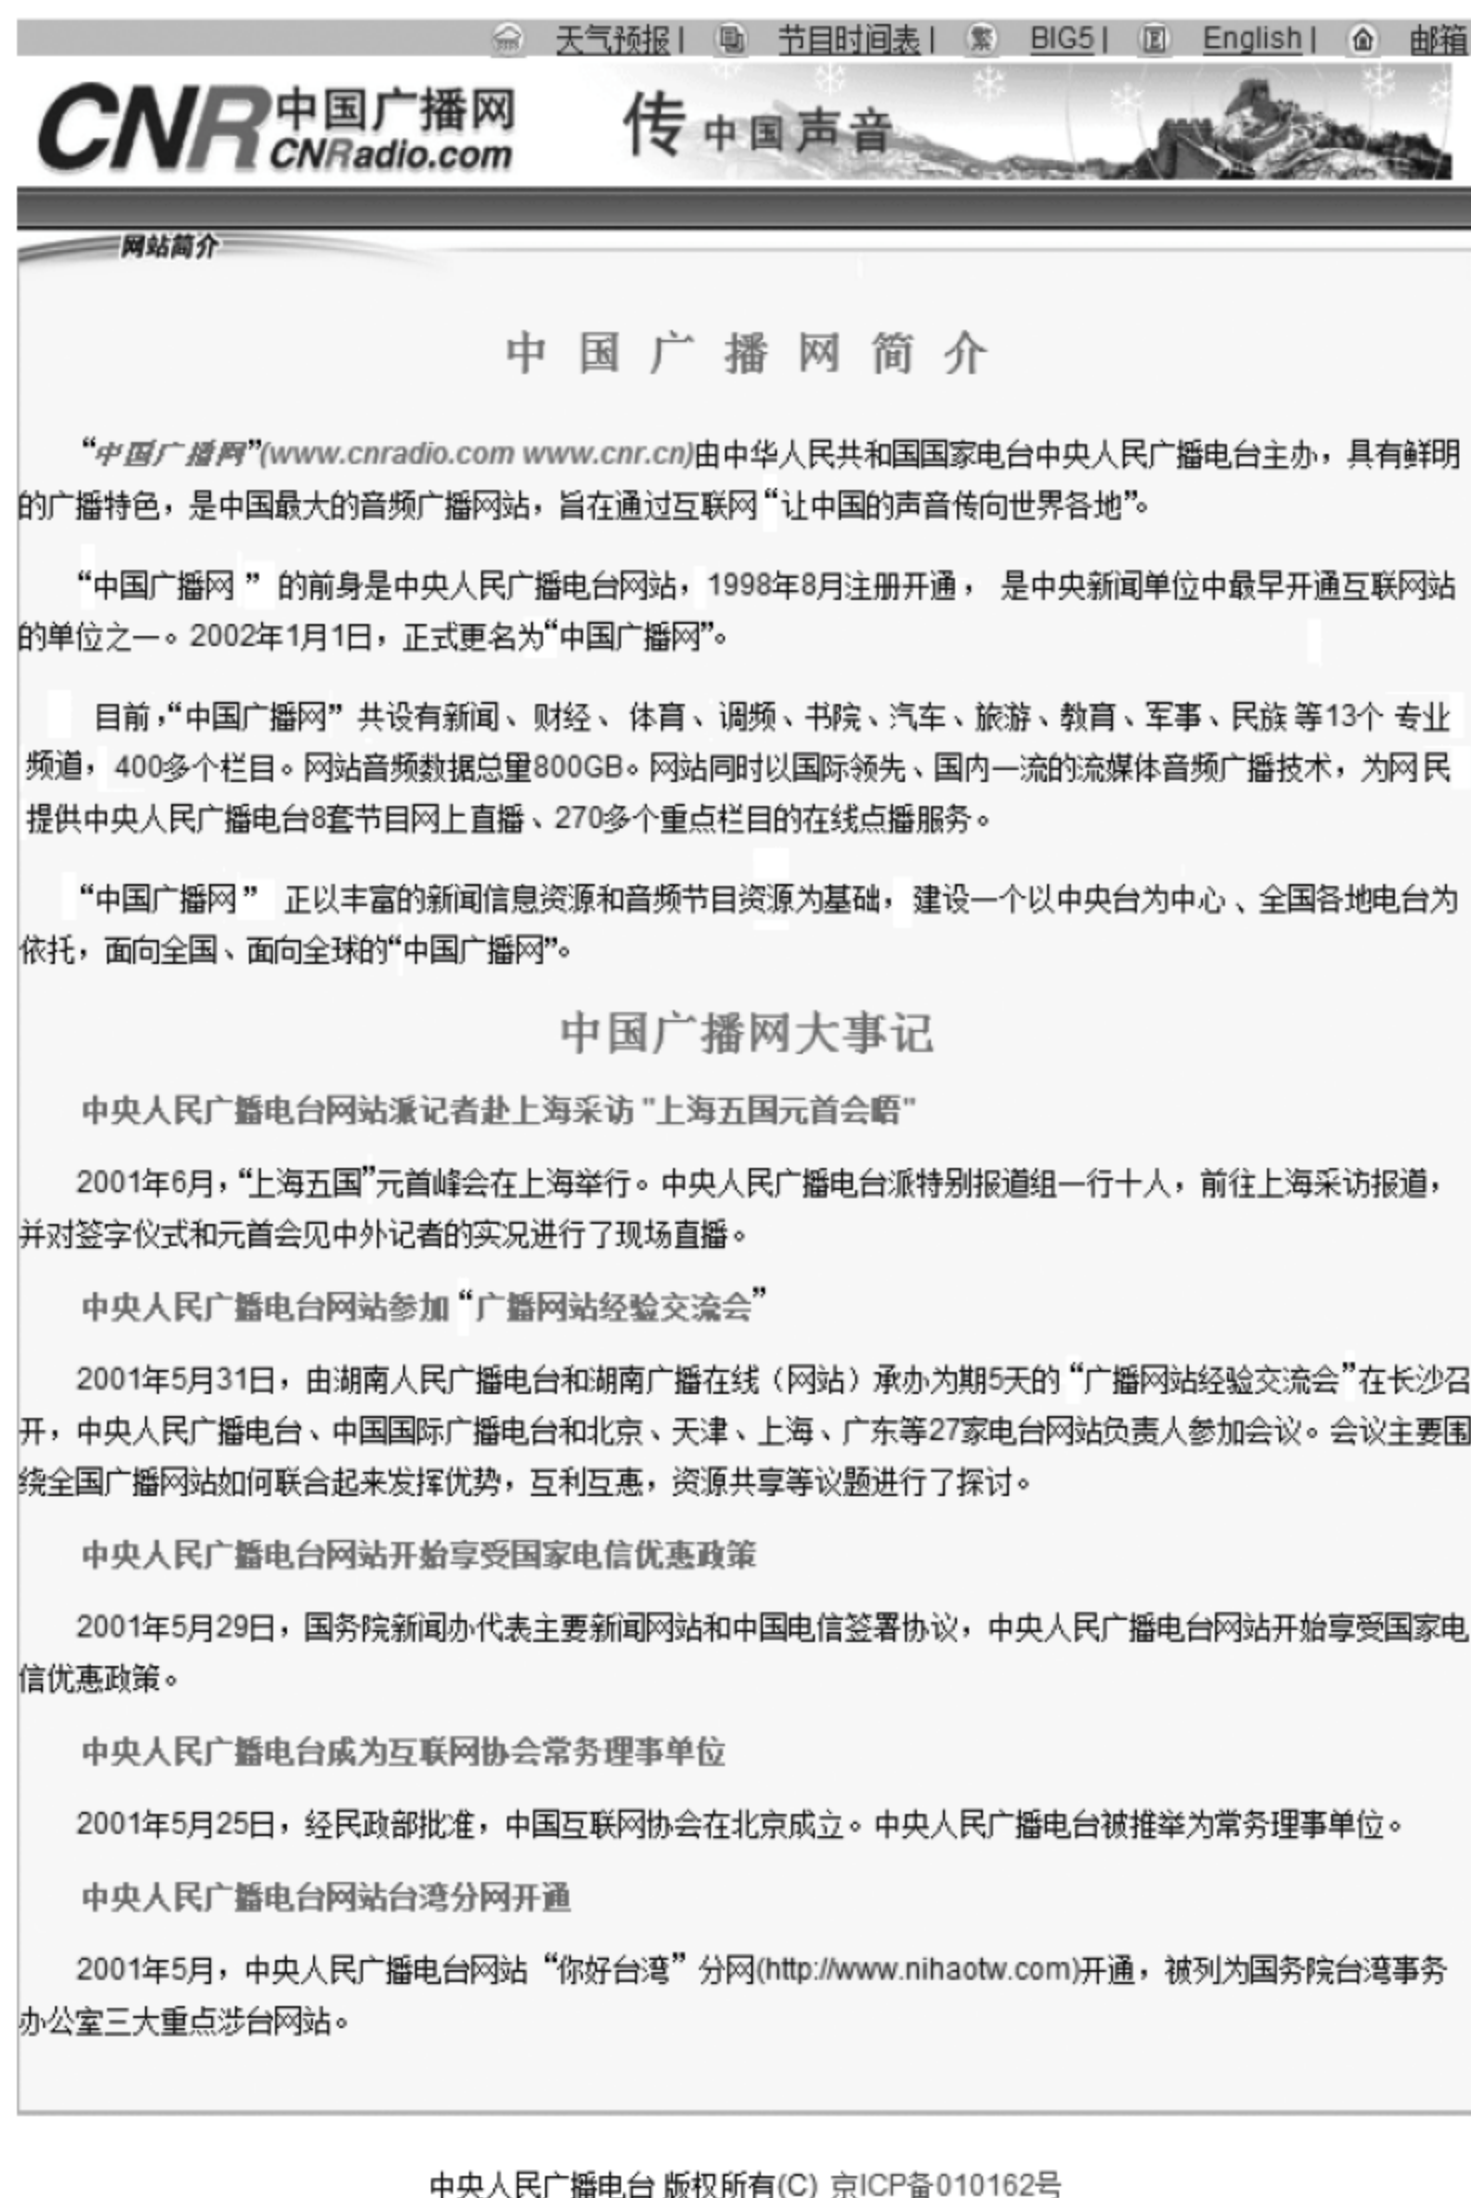 天气预报 | 节目时间表 | 繁 BIG5 | English | 邮箱
CNR 中国广播网
CNRadio.com
传中国声音
网站简介
中国广播网简介
“中国广播网”(www.cnradio.com www.cnr.cn)由中华人民共和国国家电台中央人民广播电台主办，具有鲜明
的广播特色，是中国最大的音频广播网站，旨在通过互联网“让中国的声音传向世界各地”。
“中国广播网 ” 的前身是中央人民广播电台网站，1998年8月注册开通， 是中央新闻单位中最早开通互联网站
的单位之一。2002年1月1日，正式更名为“中国广播网”。
目前，“中国广播网” 共设有新闻、财经、体育、调频、书院、汽车、旅游、教育、军事、民族 等13个 专业
频道，400多个栏目。网站音频数据总量800GB。网站同时以国际领先、国内一流的流媒体音频广播技术，为网民
提供中央人民广播电台8套节目网上直播、270多个重点栏目的在线点播服务。
“中国广播网 ” 正以丰富的新闻信息资源和音频节目资源为基础，建设一个以中央台为中心、全国各地电台为
依托，面向全国、面向全球的“中国广播网”。
中国广播网大事记
中央人民广播电台网站派记者赴上海采访 "上海五国元首会晤"
2001年6月，“上海五国”元首峰会在上海举行。中央人民广播电台派特别报道组一行十人，前往上海采访报道，
并对签字仪式和元首会见中外记者的实况进行了现场直播。
中央人民广播电台网站参加 “广播网站经验交流会”
2001年5月31日，由湖南人民广播电台和湖南广播在线（网站）承办为期5天的 “广播网站经验交流会”在长沙召
开，中央人民广播电台、中国国际广播电台和北京、天津、上海、广东等27家电台网站负责人参加会议。会议主要围
绕全国广播网站如何联合起来发挥优势，互利互惠，资源共享等议题进行了探讨。
中央人民广播电台网站开始享受国家电信优惠政策
2001年5月29日，国务院新闻办代表主要新闻网站和中国电信签署协议，中央人民广播电台网站开始享受国家电
信优惠政策。
中央人民广播电台成为互联网协会常务理事单位
2001年5月25日，经民政部批准，中国互联网协会在北京成立。中央人民广播电台被推举为常务理事单位。
中央人民广播电台网站台湾分网开通
2001年5月，中央人民广播电台网站 “你好台湾” 分网(http://www.nihaotw.com)开通，被列为国务院台湾事务
办公室三大重点涉台网站。
中央人民广播电台 版权所有(C) 京ICP备010162号